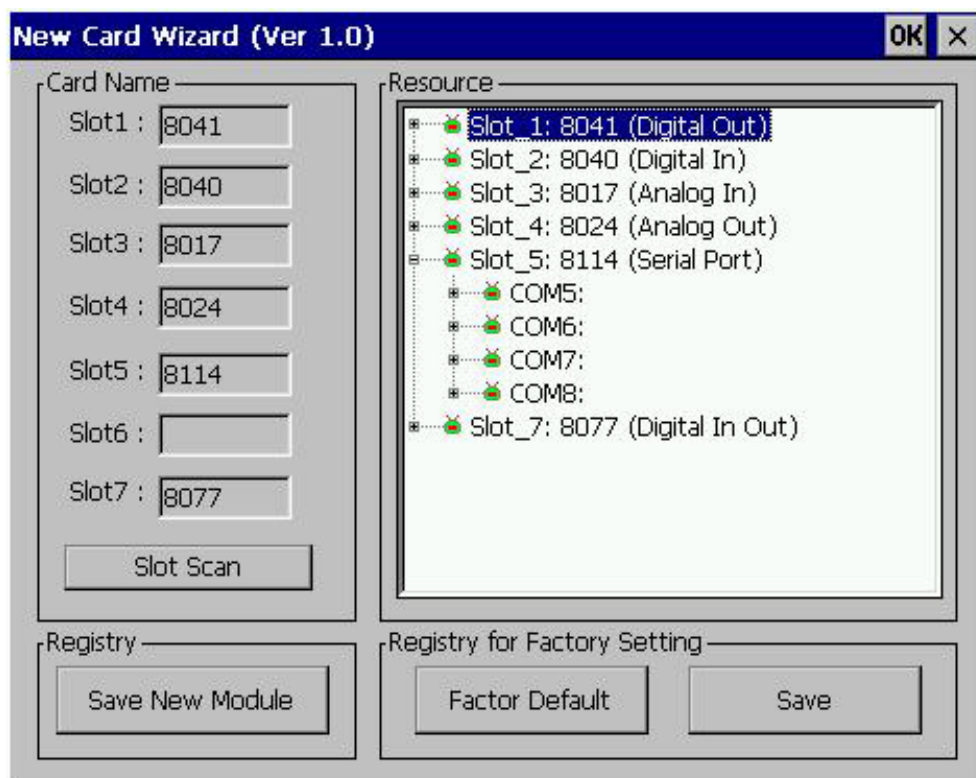 New Card Wizard (Ver 1.0) OK ×
Card Name
Slot1 : 8041
Slot2 : 8040
Slot3 : 8017
Slot4 : 8024
Slot5 : 8114
Slot6 :
Slot7 : 8077
Slot Scan
Resource
Slot_1: 8041 (Digital Out)
Slot_2: 8040 (Digital In)
Slot_3: 8017 (Analog In)
Slot_4: 8024 (Analog Out)
Slot_5: 8114 (Serial Port)
COM5:
COM6:
COM7:
COM8:
Slot_7: 8077 (Digital In Out)
Registry
Save New Module
Registry for Factory Setting
Factor Default
Save